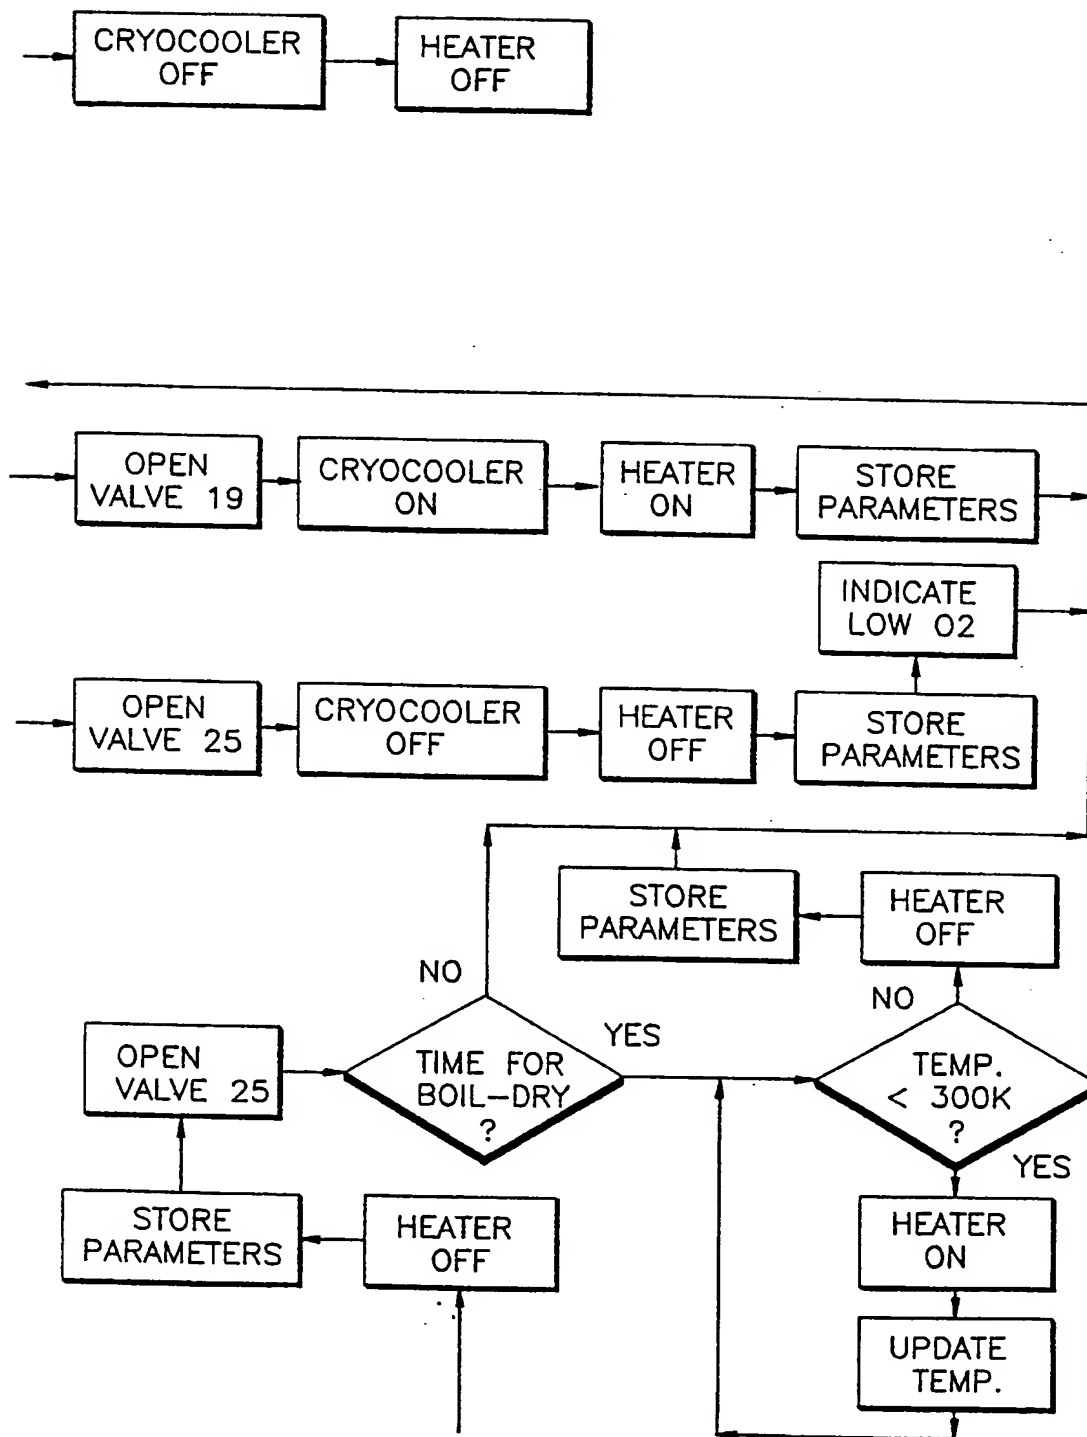 CRYOCOOLER
OFF
HEATER
OFF
OPEN
VALVE 19
CRYOCOOLER
ON
HEATER
ON
STORE
PARAMETERS
INDICATE
LOW O2
OPEN
VALVE 25
CRYOCOOLER
OFF
HEATER
OFF
STORE
PARAMETERS
STORE
PARAMETERS
HEATER
OFF
NO
NO
OPEN
VALVE 25
TIME FOR
BOIL-DRY
?
YES
TEMP.
< 300K
?
YES
STORE
PARAMETERS
HEATER
OFF
HEATER
ON
UPDATE
TEMP.